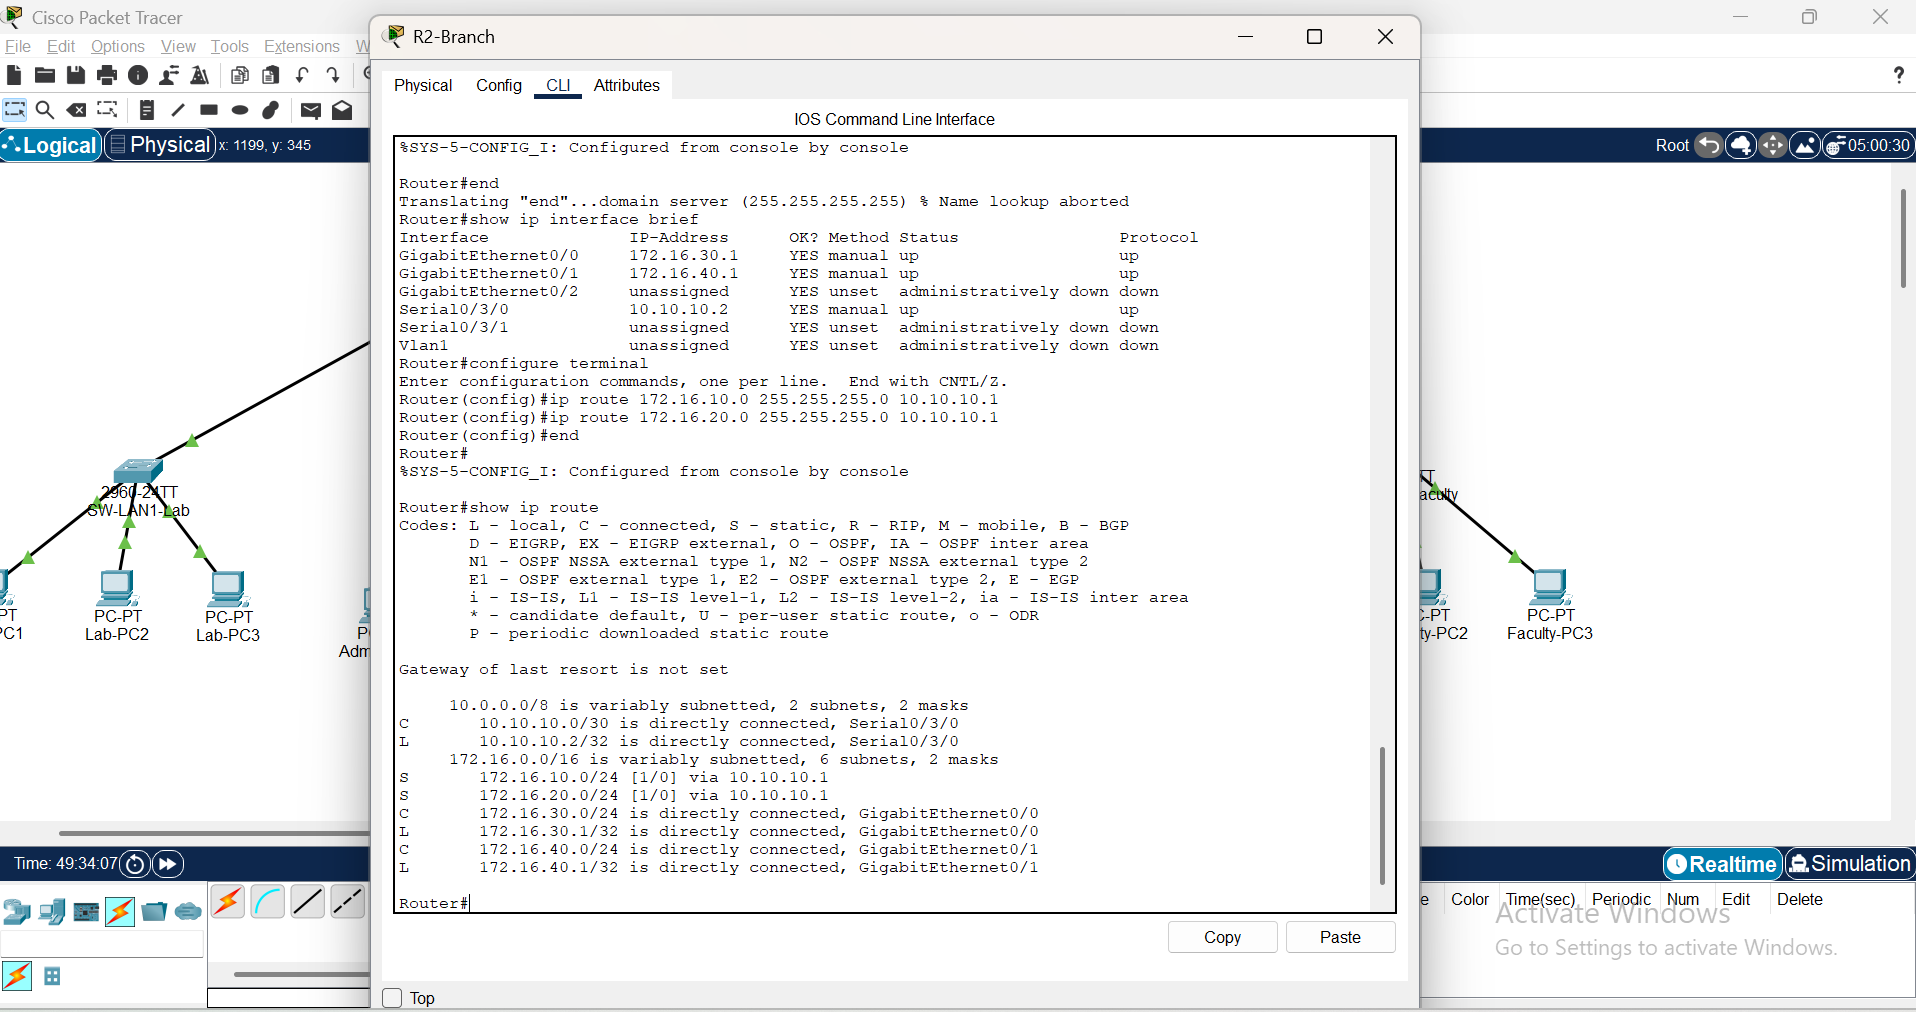 Cisco Packet Tracer
File Edit Options View Tools Extensions W
Logical Physical x: 1199, y: 345
Root 05:00:30
R2-Branch
Physical Config CLI Attributes
IOS Command Line Interface
%SYS-5-CONFIG_I: Configured from console by console
Router#end
Translating "end"...domain server (255.255.255.255) % Name lookup aborted
Router#show ip interface brief
Interface IP-Address OK? Method Status Protocol
GigabitEthernet0/0 172.16.30.1 YES manual up up
GigabitEthernet0/1 172.16.40.1 YES manual up up
GigabitEthernet0/2 unassigned YES unset administratively down down
Serial0/3/0 10.10.10.2 YES manual up up
Serial0/3/1 unassigned YES unset administratively down down
Vlan1 unassigned YES unset administratively down down
Router#configure terminal
Enter configuration commands, one per line. End with CNTL/Z.
Router(config)#ip route 172.16.10.0 255.255.255.0 10.10.10.1
Router(config)#ip route 172.16.20.0 255.255.255.0 10.10.10.1
Router(config)#end
Router#
%SYS-5-CONFIG_I: Configured from console by console
Router#show ip route
Codes: L - local, C - connected, S - static, R - RIP, M - mobile, B - BGP
D - EIGRP, EX - EIGRP external, O - OSPF, IA - OSPF inter area
N1 - OSPF NSSA external type 1, N2 - OSPF NSSA external type 2
E1 - OSPF external type 1, E2 - OSPF external type 2, E - EGP
i - IS-IS, L1 - IS-IS level-1, L2 - IS-IS level-2, ia - IS-IS inter area
* - candidate default, U - per-user static route, o - ODR
P - periodic downloaded static route
Gateway of last resort is not set
10.0.0.0/8 is variably subnetted, 2 subnets, 2 masks
C 10.10.10.0/30 is directly connected, Serial0/3/0
L 10.10.10.2/32 is directly connected, Serial0/3/0
172.16.0.0/16 is variably subnetted, 6 subnets, 2 masks
S 172.16.10.0/24 [1/0] via 10.10.10.1
S 172.16.20.0/24 [1/0] via 10.10.10.1
C 172.16.30.0/24 is directly connected, GigabitEthernet0/0
L 172.16.30.1/32 is directly connected, GigabitEthernet0/0
C 172.16.40.0/24 is directly connected, GigabitEthernet0/1
L 172.16.40.1/32 is directly connected, GigabitEthernet0/1
Router#
Copy Paste
Top
2960-24TT
SW-LAN1-Lab
PT
PC1
PC-PT
Lab-PC2
PC-PT
Lab-PC3
P
Adm
TT
aculty
C-PT
ty-PC2
PC-PT
Faculty-PC3
Time: 49:34:07
Realtime Simulation
e Color Time(sec) Periodic Num Edit Delete
Activate Windows
Go to Settings to activate Windows.